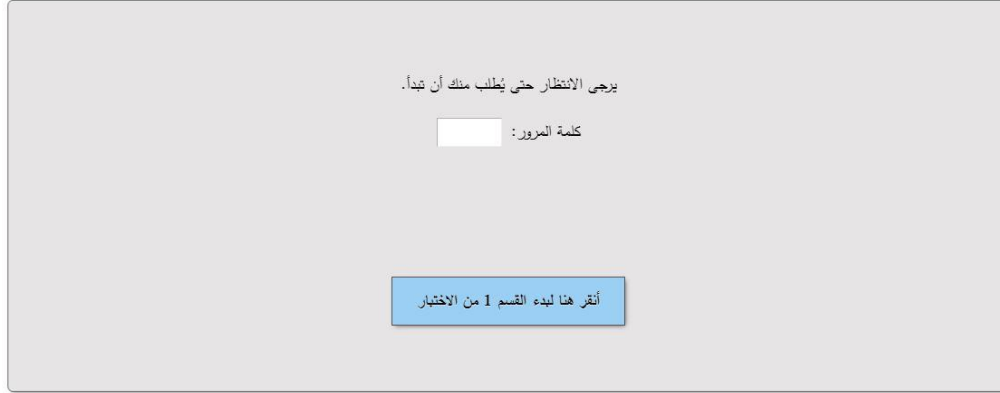 يرجى الانتظار حتى يُطلب منك أن تبدأ.
كلمة المرور:
أنقر هنا لبدء القسم 1 من الاختبار